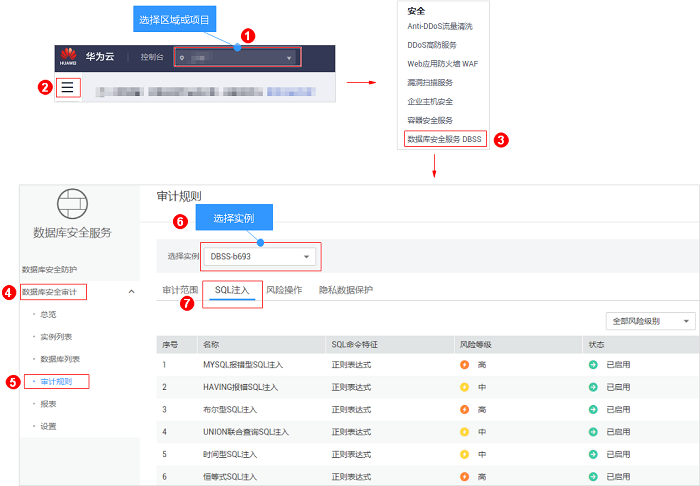 选择区域或项目
1
HUAWEI 华为云 控制台
2
安全
Anti-DDoS流量清洗
DDoS高防服务
Web应用防火墙 WAF
漏洞扫描服务
企业主机安全
容器安全服务
数据库安全服务 DBSS
3
数据库安全服务
数据库安全防护
4
数据库安全审计
总览
实例列表
数据库列表
5
审计规则
报表
设置
审计规则
6
选择实例
选择实例 DBSS-b693
审计范围 SQL注入 风险操作 隐私数据保护
7
全部风险级别
序号 名称 SQL命令特征 风险等级 状态
1 MYSQL报错型SQL注入 正则表达式 高 已启用
2 HAVING报错SQL注入 正则表达式 中 已启用
3 布尔型SQL注入 正则表达式 高 已启用
4 UNION联合查询SQL注入 正则表达式 中 已启用
5 时间型SQL注入 正则表达式 中 已启用
6 恒等式SQL注入 正则表达式 高 已启用